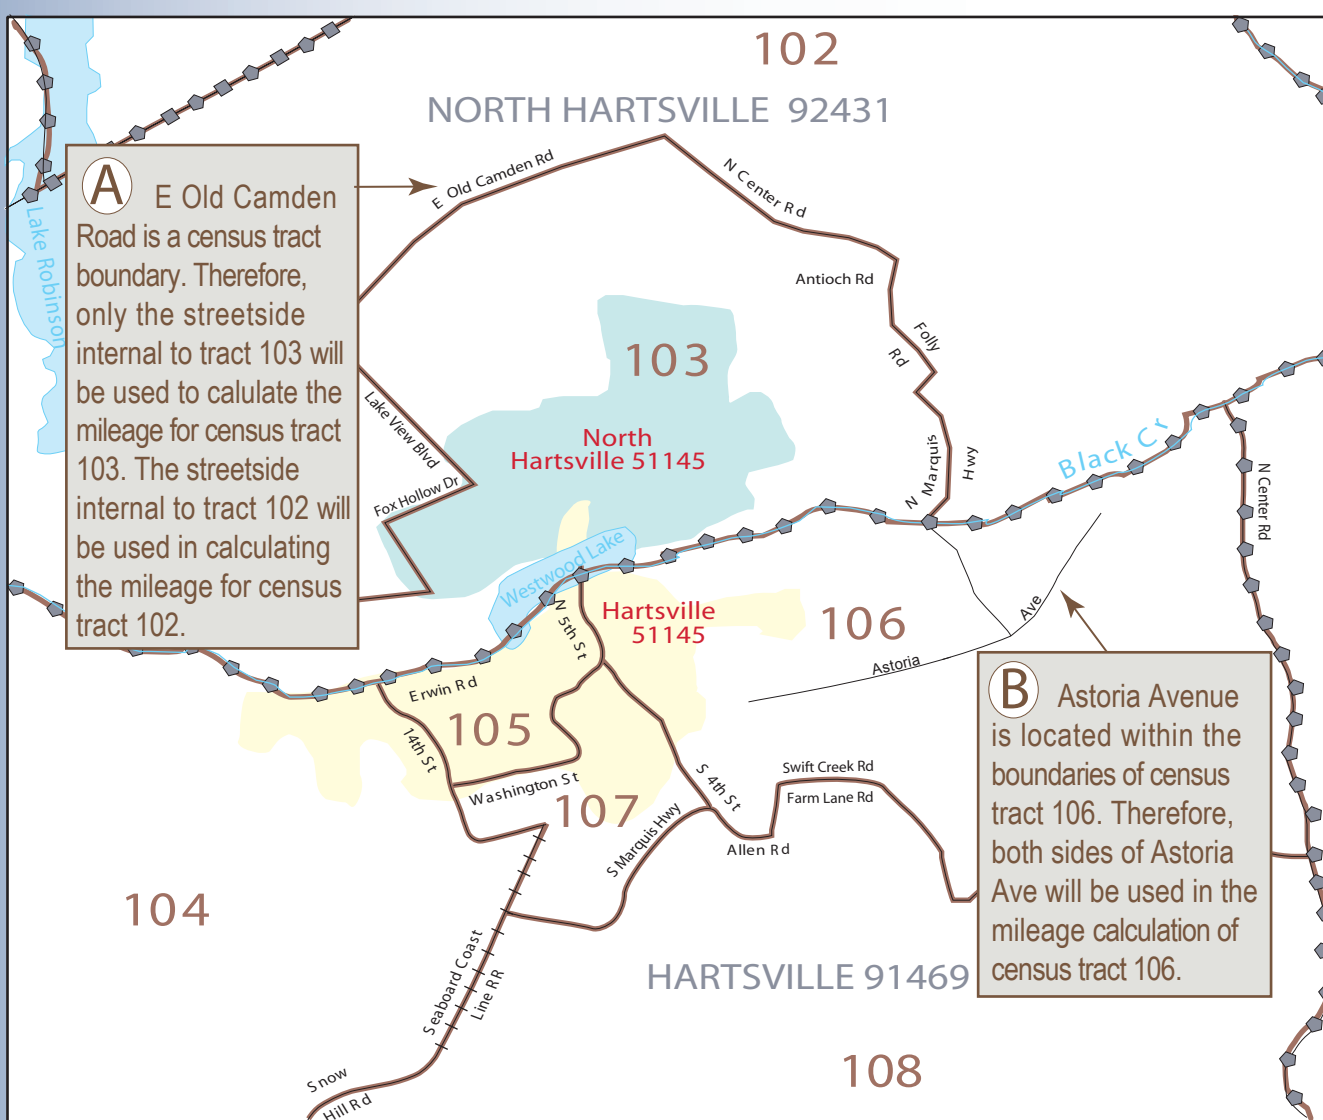 102
NORTH HARTSVILLE 92431
A E Old Camden
Road is a census tract
boundary. Therefore,
only the streetside
internal to tract 103 will
be used to calulate the
mileage for census tract
103. The streetside
internal to tract 102 will
be used in calculating
the mileage for census
tract 102.
Lake Robinson
E Old Camden Rd
N Center Rd
Antioch Rd
Folly
Rd
103
North
Hartsville 51145
Lake View Blvd
Fox Hollow Dr
N Marquis
Hwy
Black Cr
N Center Rd
Westwood Lake
N 5th St
Hartsville
51145
106
Ave
Astoria
Erwin Rd
105
14th St
Washington St
107
S 4th St
S Marquis Hwy
Swift Creek Rd
Farm Lane Rd
Allen Rd
B Astoria Avenue
is located within the
boundaries of census
tract 106. Therefore,
both sides of Astoria
Ave will be used in the
mileage calculation of
census tract 106.
104
Seaboard Coast
Line RR
HARTSVILLE 91469
108
Snow
Hill Rd